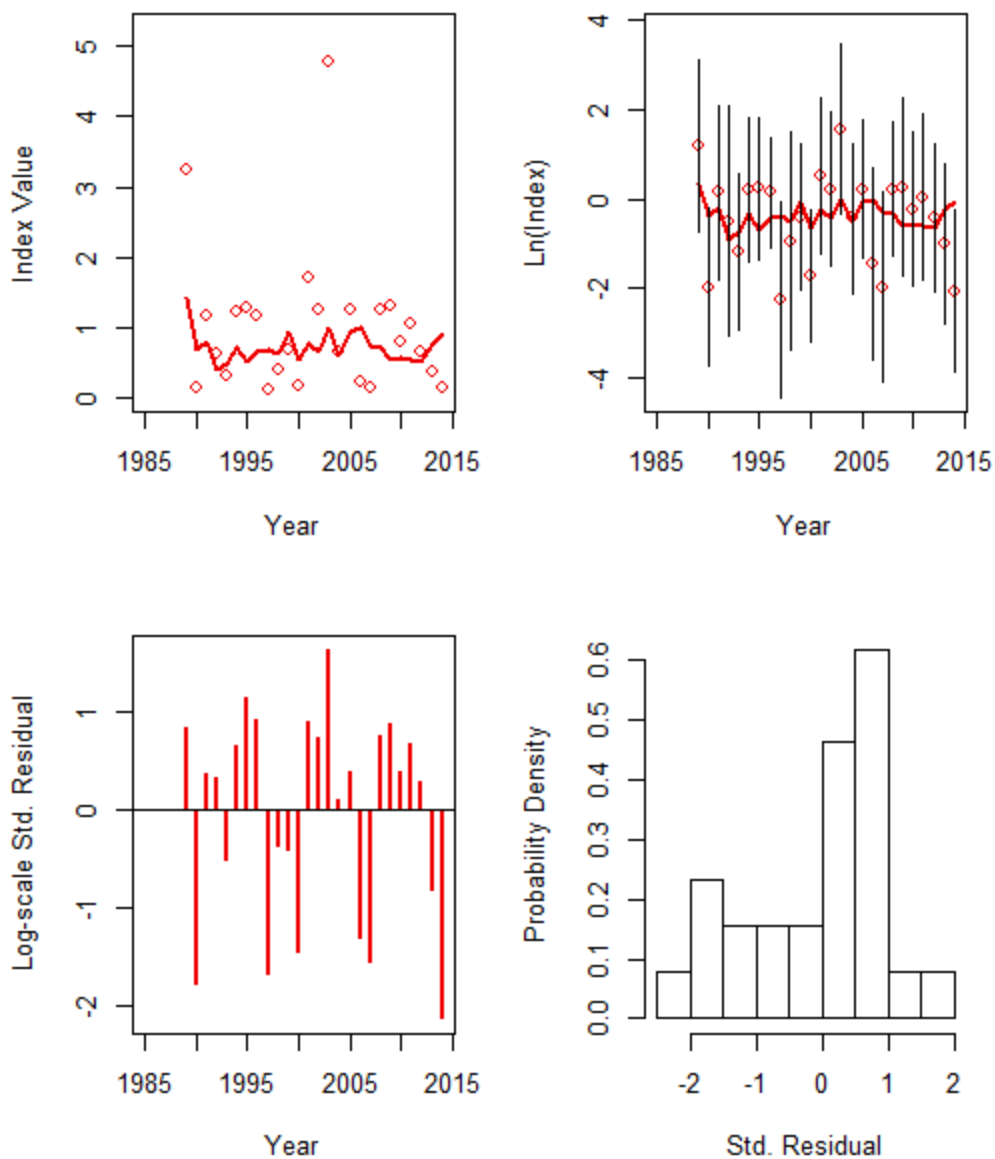 Index Value
5
4
3
2
1
0
1985 1995 2005 2015
Year
Ln(Index)
4
2
0
-2
-4
1985 1995 2005 2015
Year
Log-scale Std. Residual
1
0
-1
-2
1985 1995 2005 2015
Year
Probability Density
0.6
0.5
0.4
0.3
0.2
0.1
0.0
-2 -1 0 1 2
Std. Residual